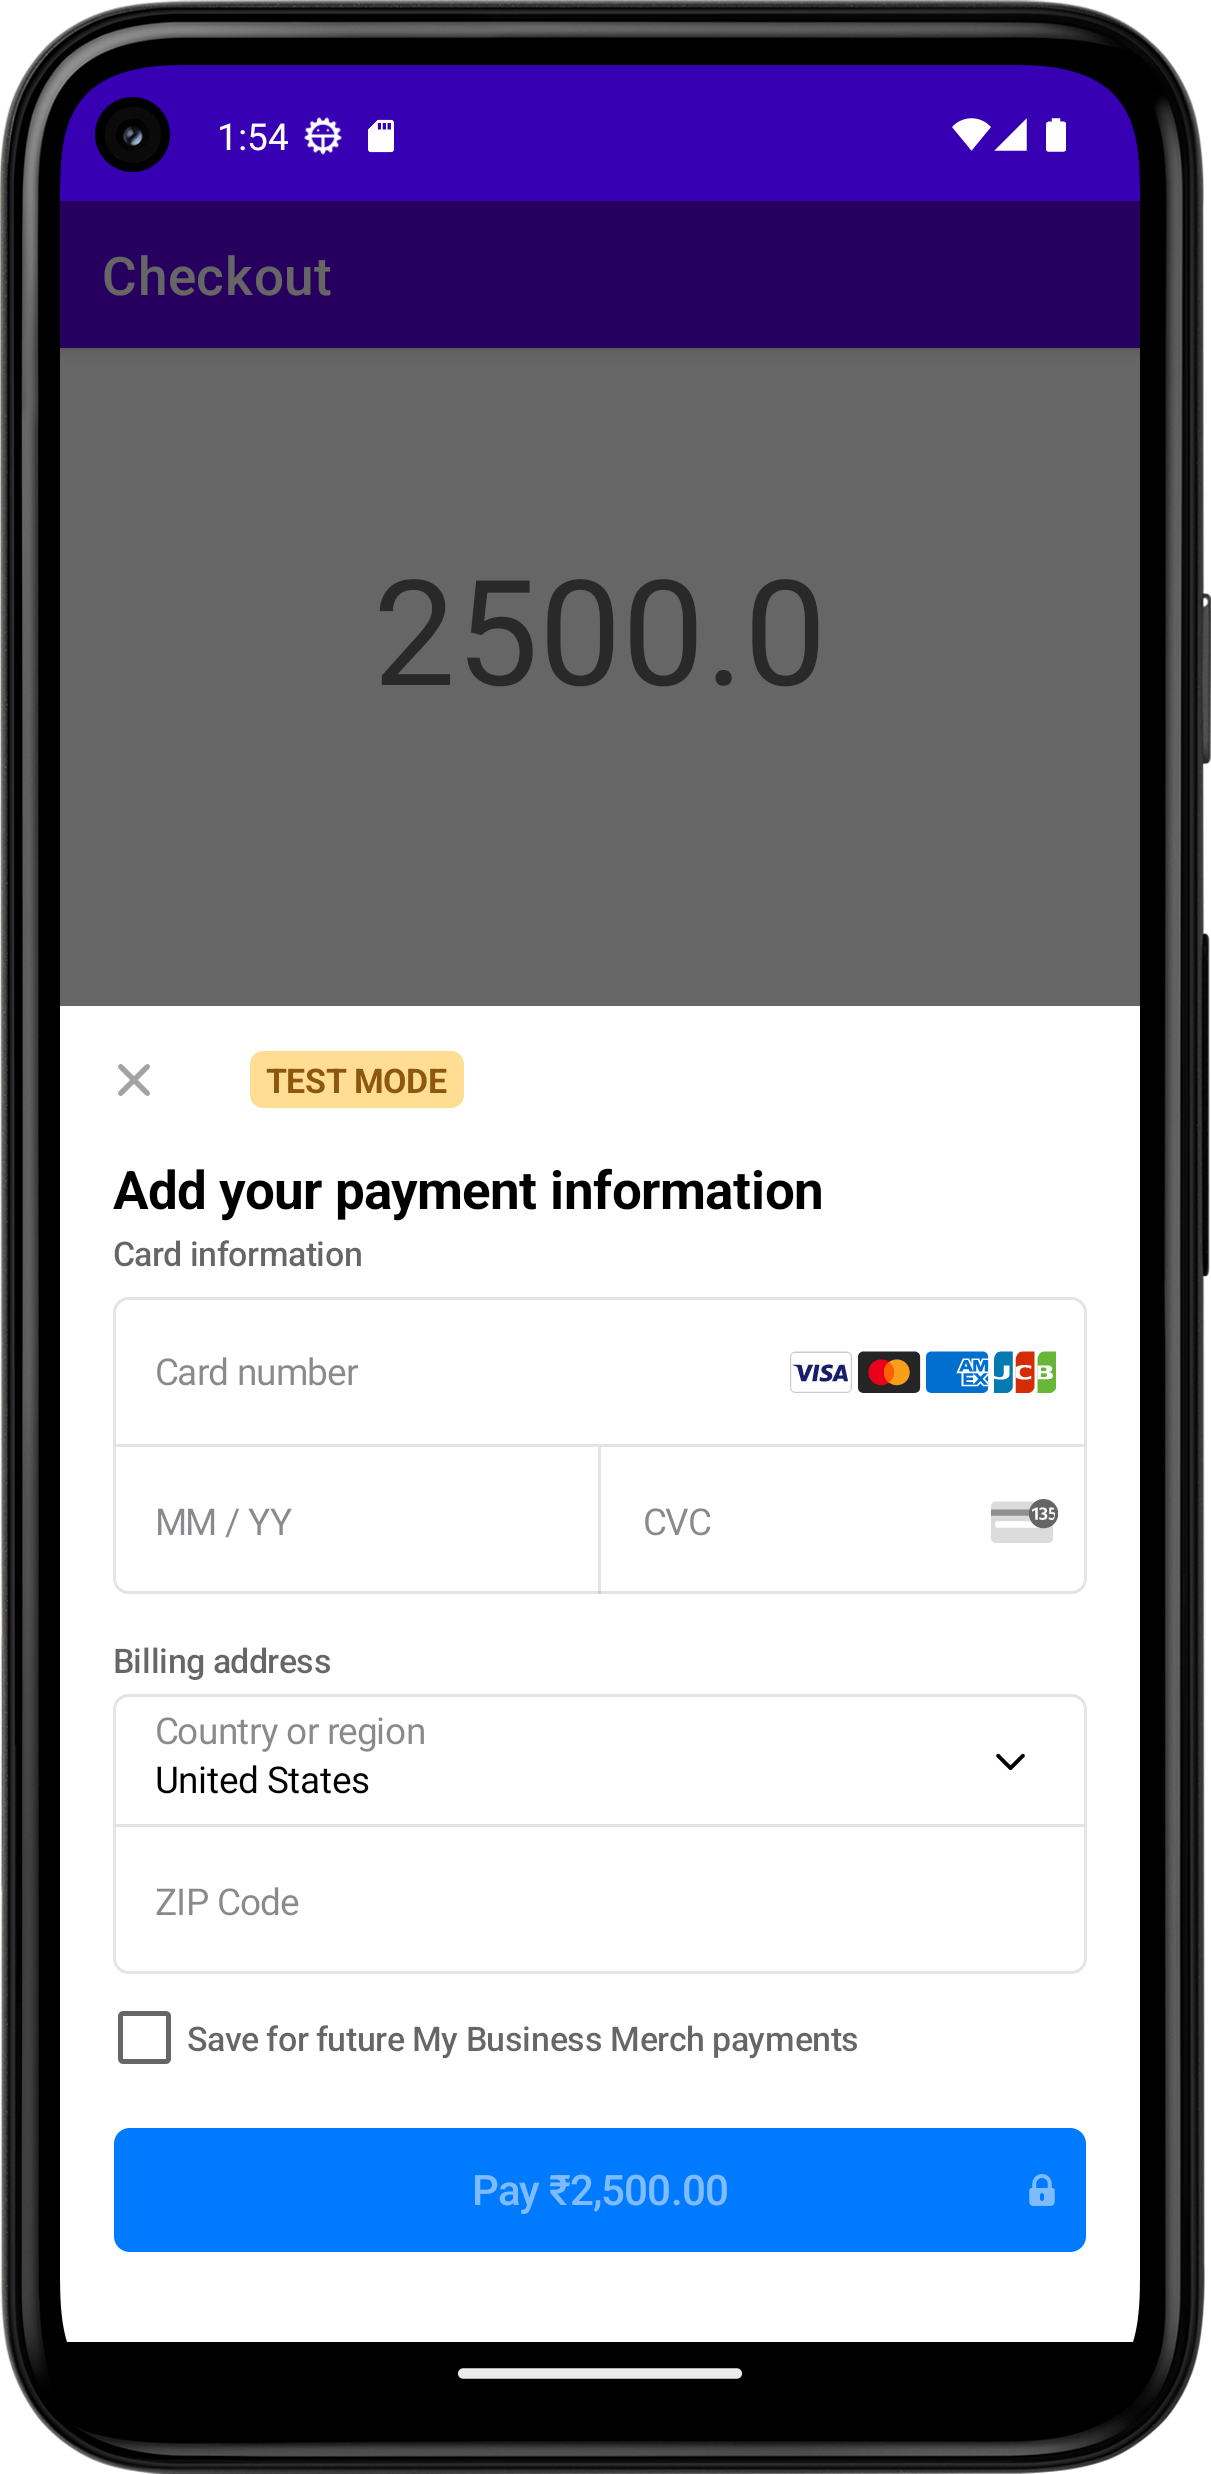 1:54
Checkout
2500.0
TEST MODE
Add your payment information
Card information
Card number VISA AMEX JCB
MM / YY CVC 135
Billing address
Country or region
United States
ZIP Code
Save for future My Business Merch payments
Pay ₹2,500.00